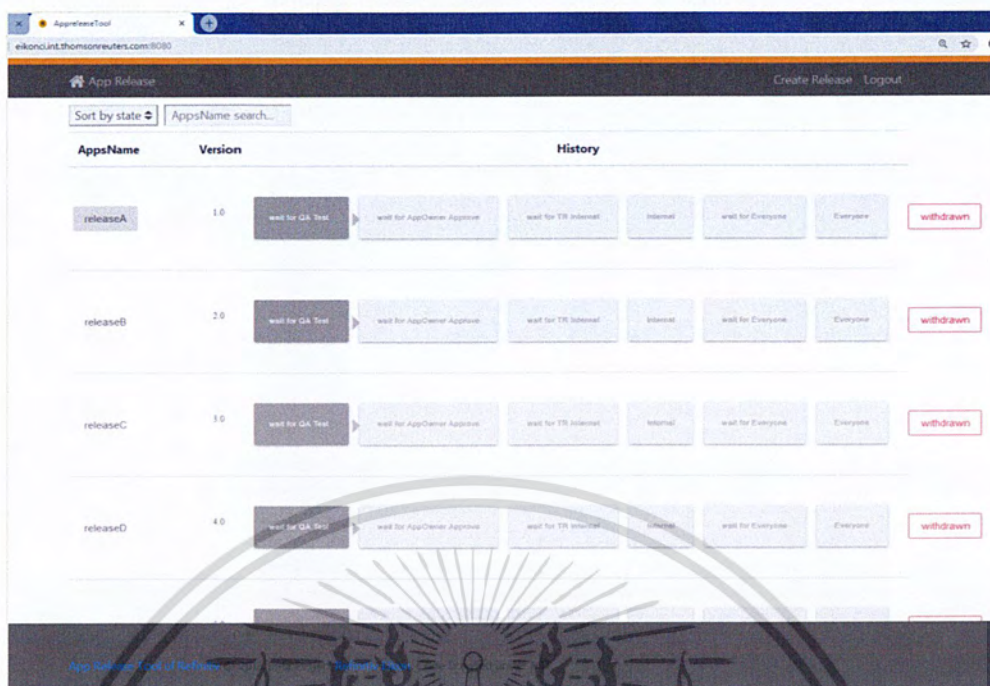 AppreleaseTool
eikonci.int.thomsonreuters.com:8080
App Release Create Release Logout
Sort by state AppsName search...
AppsName Version History
releaseA 1.0 wait for QA Test wait for AppOwner Approve wait for TR Internal Internal wait for Everyone Everyone withdrawn
releaseB 2.0 wait for QA Test wait for AppOwner Approve wait for TR Internal Internal wait for Everyone Everyone withdrawn
releaseC 3.0 wait for QA Test wait for AppOwner Approve wait for TR Internal Internal wait for Everyone Everyone withdrawn
releaseD 4.0 wait for QA Test wait for AppOwner Approve wait for TR Internal Internal wait for Everyone Everyone withdrawn
App Release Tool of Refinitiv